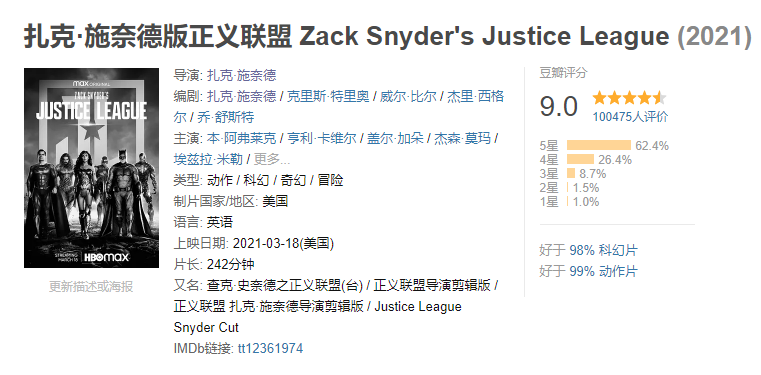 扎克·施奈德版正义联盟 Zack Snyder's Justice League (2021)
max ORIGINAL
ZACK SNYDER'S
JUSTICE LEAGUE
STREAMING
MARCH 18
HBOMAX
更新描述或海报
导演: 扎克·施奈德
编剧: 扎克·施奈德 / 克里斯·特里奥 / 威尔·比尔 / 杰里·西格
尔 / 乔·舒斯特
主演: 本·阿弗莱克 / 亨利·卡维尔 / 盖尔·加朵 / 杰森·莫玛 /
埃兹拉·米勒 / 更多...
类型: 动作 / 科幻 / 奇幻 / 冒险
制片国家/地区: 美国
语言: 英语
上映日期: 2021-03-18(美国)
片长: 242分钟
又名: 查克·史奈德之正义联盟(台) / 正义联盟导演剪辑版 /
正义联盟 扎克·施奈德导演剪辑版 / Justice League
Snyder Cut
IMDb链接: tt12361974
豆瓣评分
9.0
100475人评价
5星 62.4%
4星 26.4%
3星 8.7%
2星 1.5%
1星 1.0%
好于 98% 科幻片
好于 99% 动作片